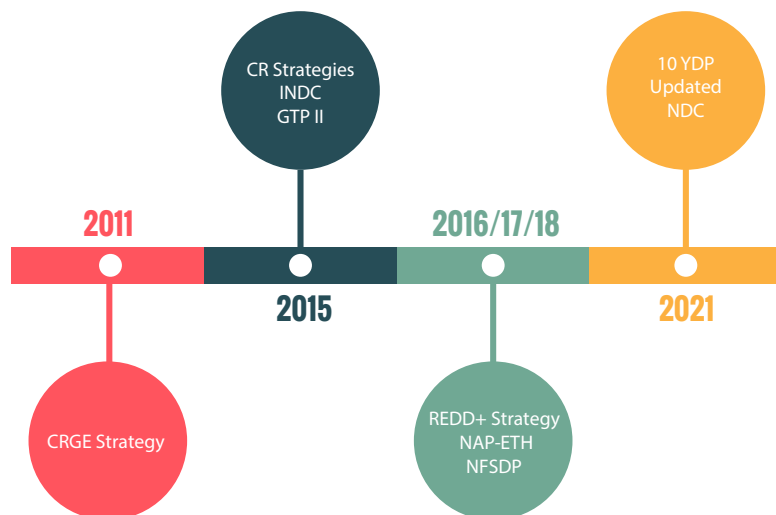 CR Strategies
INDC
GTP II
10 YDP
Updated
NDC
2011
2016/17/18
2015
2021
CRGE Strategy
REDD+ Strategy
NAP-ETH
NFSDP